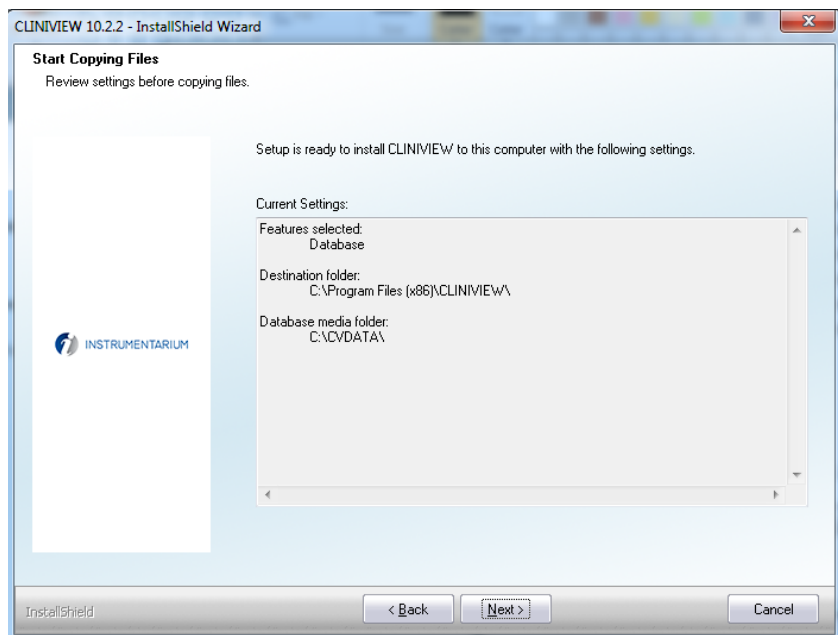 CLINIVIEW 10.2.2 - InstallShield Wizard
Start Copying Files
Review settings before copying files.
Setup is ready to install CLINIVIEW to this computer with the following settings.
Current Settings:
Features selected:
Database
Destination folder:
C:\Program Files (x86)\CLINIVIEW\
Database media folder:
C:\CVDATA\
INSTRUMENTARIUM
InstallShield
< Back
Next >
Cancel